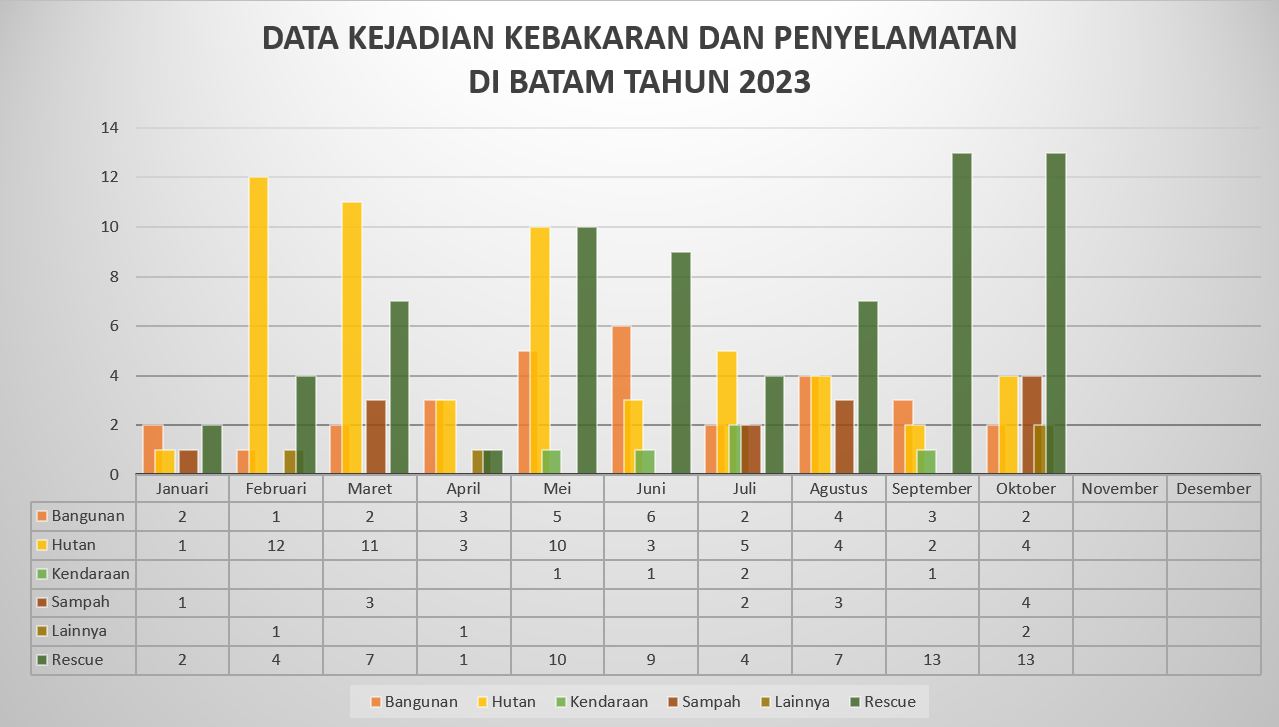 DATA KEJADIAN KEBAKARAN DAN PENYELAMATAN
DI BATAM TAHUN 2023
14
12
10
8
6
4
2
0
Januari Februari Maret April Mei Juni Juli Agustus September Oktober November Desember
Bangunan 2 1 2 3 5 6 2 4 3 2
Hutan 1 12 11 3 10 3 5 4 2 4
Kendaraan 1 1 2 1
Sampah 1 3 2 3 4
Lainnya 1 1 2
Rescue 2 4 7 1 10 9 4 7 13 13
Bangunan Hutan Kendaraan Sampah Lainnya Rescue